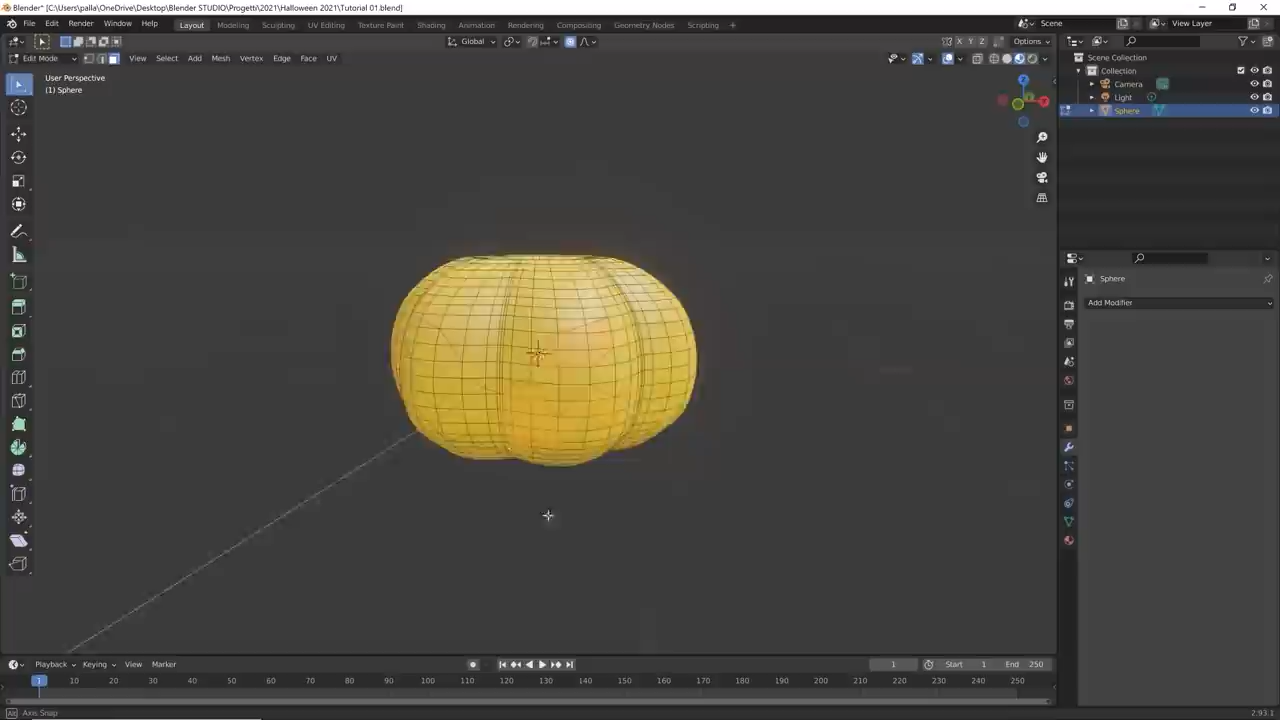 Blender* [C:\Users\palla\OneDrive\Desktop\Blender STUDIO\Progetti\2021\Halloween 2021\Tutorial 01.blend]
File Edit Render Window Help Layout Modeling Sculpting UV Editing Texture Paint Shading Animation Rendering Compositing Geometry Nodes Scripting + Scene View Layer
Global X Y Z Options
Edit Mode View Select Add Mesh Vertex Edge Face UV
User Perspective
(1) Sphere
Z
X
Scene Collection
Collection
Camera
Light
Sphere
Sphere
Add Modifier
Playback Keying View Marker 1 Start 1 End 250
1 10 20 30 40 50 60 70 80 90 100 110 120 130 140 150 160 170 180 190 200 210 220 230 240 250
Axis Snap 2.93.1